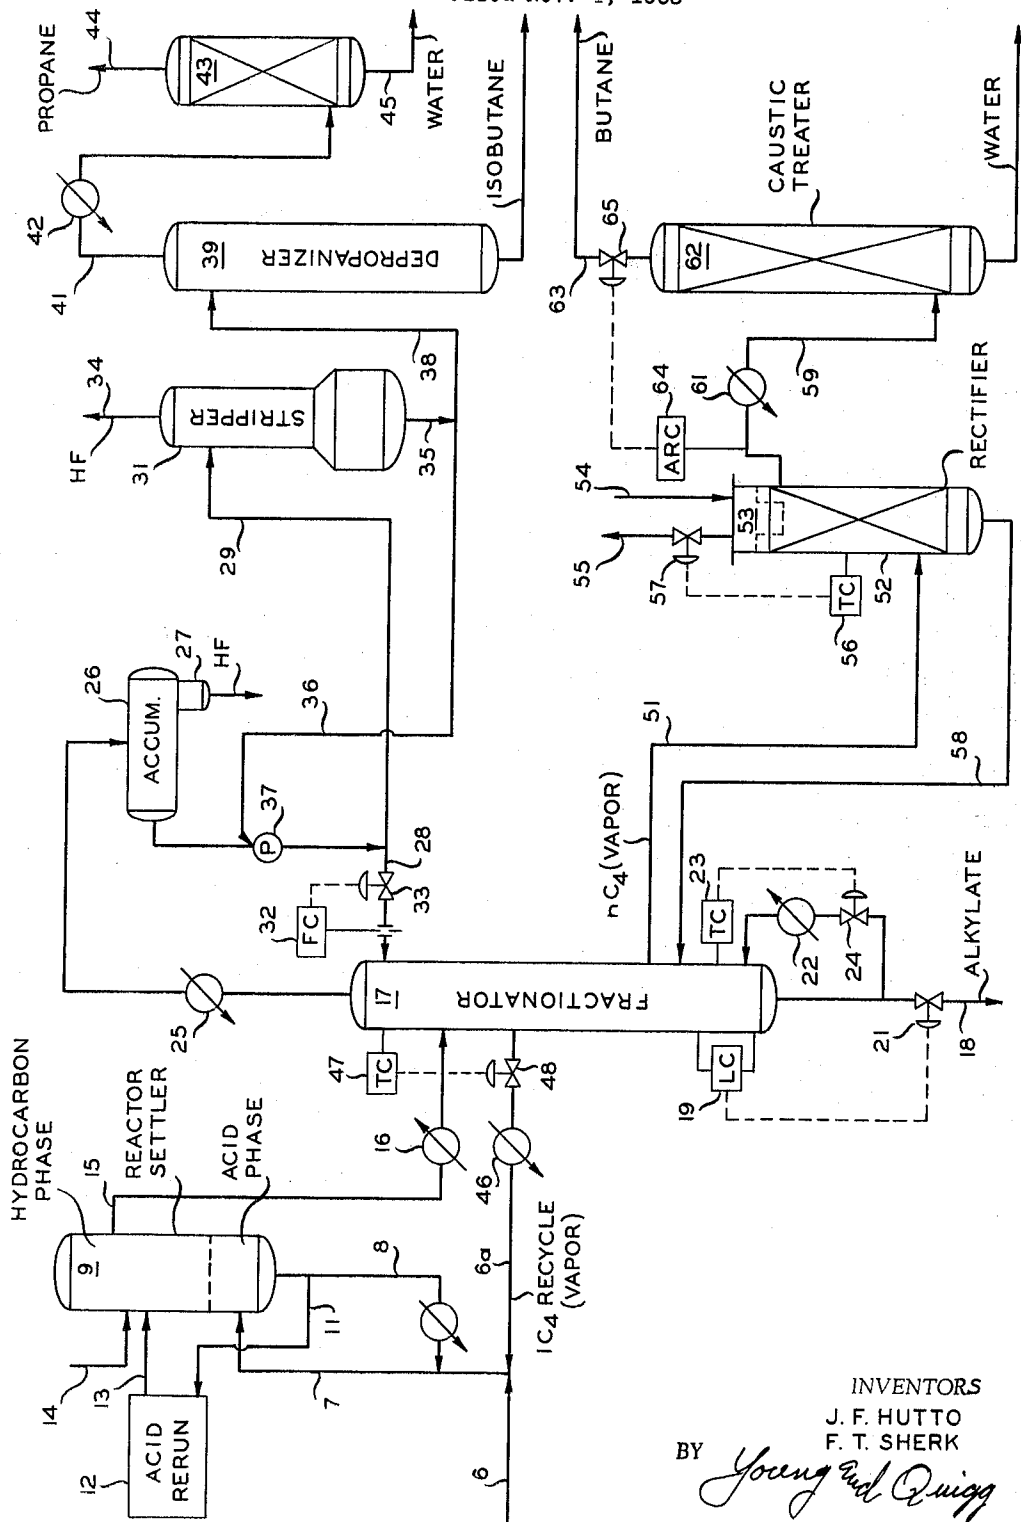 PROPANE
44
43
45
WATER
42
41
39
DEPROPANIZER
ISOBUTANE
HF
34
31
STRIPPER
35
38
29
26
ACCUM.
27
HF
36
37
P
28
33
32
FC
25
17
FRACTIONATOR
47
TC
48
16
46
19
LC
21
18
ALKYLATE
22
24
23
TC
nC4 (VAPOR)
51
58
BUTANE
65
63
CAUSTIC
TREATER
62
WATER
59
61
64
ARC
RECTIFIER
54
53
55
57
52
56
TC
HYDROCARBON
PHASE
15
REACTOR
SETTLER
ACID
PHASE
9
8
11
14
13
7
12
ACID
RERUN
6a
IC4 RECYCLE
(VAPOR)
6
INVENTORS
J. F. HUTTO
F. T. SHERK
BY Young and Quigg